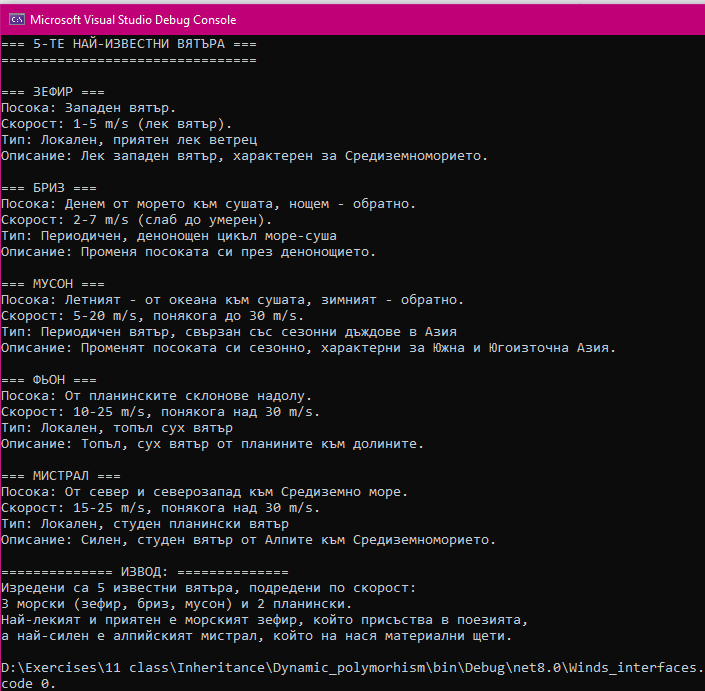 Microsoft Visual Studio Debug Console
=== 5-ТЕ НАЙ-ИЗВЕСТНИ ВЯТЪРА ===
================================
=== ЗЕФИР ===
Посока: Западен вятър.
Скорост: 1-5 m/s (лек вятър).
Тип: Локален, приятен лек ветрец
Описание: Лек западен вятър, характерен за Средиземноморието.
=== БРИЗ ===
Посока: Денем от морето към сушата, нощем - обратно.
Скорост: 2-7 m/s (слаб до умерен).
Тип: Периодичен, денонощен цикъл море-суша
Описание: Променя посоката си през денонощието.
=== МУСОН ===
Посока: Летният - от океана към сушата, зимният - обратно.
Скорост: 5-20 m/s, понякога до 30 m/s.
Тип: Периодичен вятър, свързан със сезонни дъждове в Азия
Описание: Променят посоката си сезонно, характерни за Южна и Югоизточна Азия.
=== ФЬОН ===
Посока: От планинските склонове надолу.
Скорост: 10-25 m/s, понякога над 30 m/s.
Тип: Локален, топъл сух вятър
Описание: Топъл, сух вятър от планините към долините.
=== МИСТРАЛ ===
Посока: От север и северозапад към Средиземно море.
Скорост: 15-25 m/s, понякога над 30 m/s.
Тип: Локален, студен планински вятър
Описание: Силен, студен вятър от Алпите към Средиземноморието.
============== ИЗВОД: ==============
Изредени са 5 известни вятъра, подредени по скорост:
3 морски (зефир, бриз, мусон) и 2 планински.
Най-лекият и приятен е морският зефир, който присъства в поезията,
а най-силен е алпийският мистрал, който на нася материални щети.
D:\Exercises\11 class\Inheritance\Dynamic_polymorhism\bin\Debug\net8.0\Winds_interfaces.
code 0.